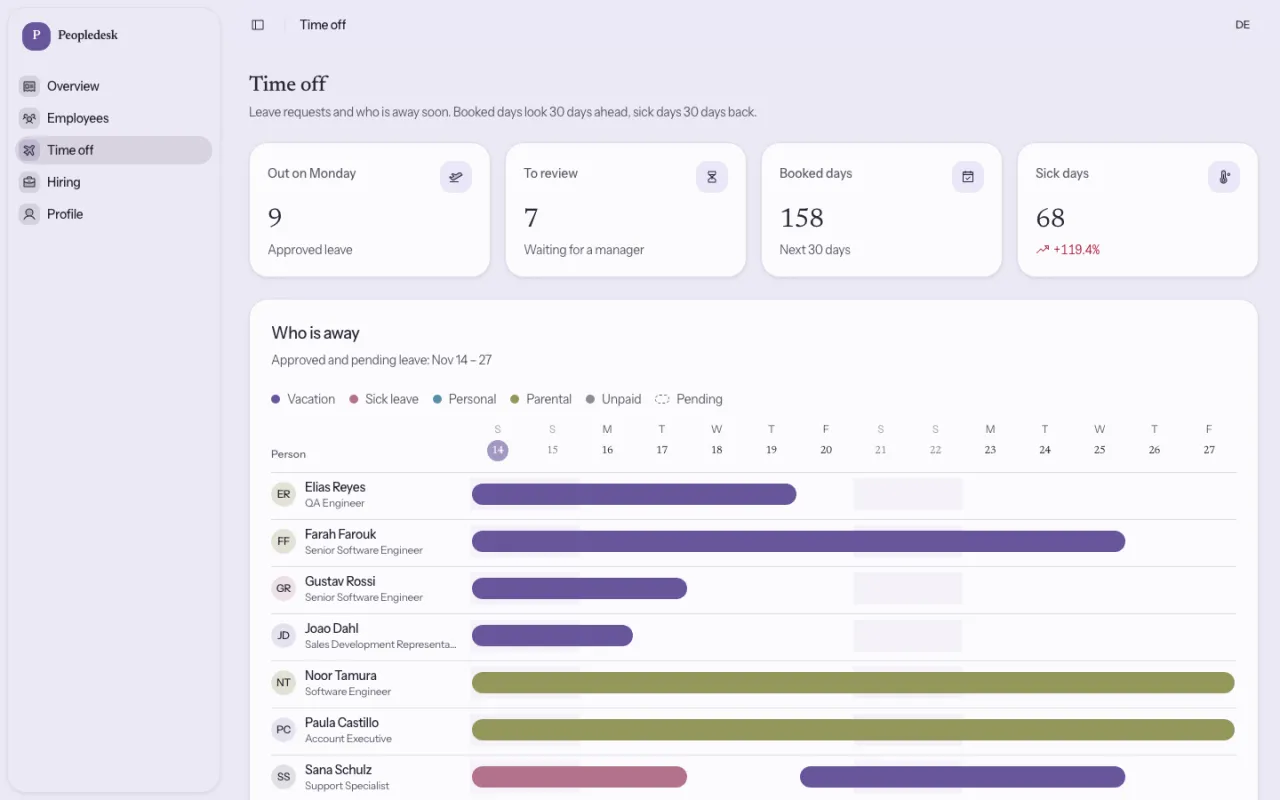 P Peopledesk
Overview
Employees
Time off
Hiring
Profile
Time off
DE
Time off
Leave requests and who is away soon. Booked days look 30 days ahead, sick days 30 days back.
Out on Monday
9
Approved leave
To review
7
Waiting for a manager
Booked days
158
Next 30 days
Sick days
68
+119.4%
Who is away
Approved and pending leave: Nov 14 – 27
Vacation Sick leave Personal Parental Unpaid Pending
S S M T W T F S S M T W T F
Person 14 15 16 17 18 19 20 21 22 23 24 25 26 27
ER Elias Reyes
QA Engineer
FF Farah Farouk
Senior Software Engineer
GR Gustav Rossi
Senior Software Engineer
JD Joao Dahl
Sales Development Representa...
NT Noor Tamura
Software Engineer
PC Paula Castillo
Account Executive
SS Sana Schulz
Support Specialist